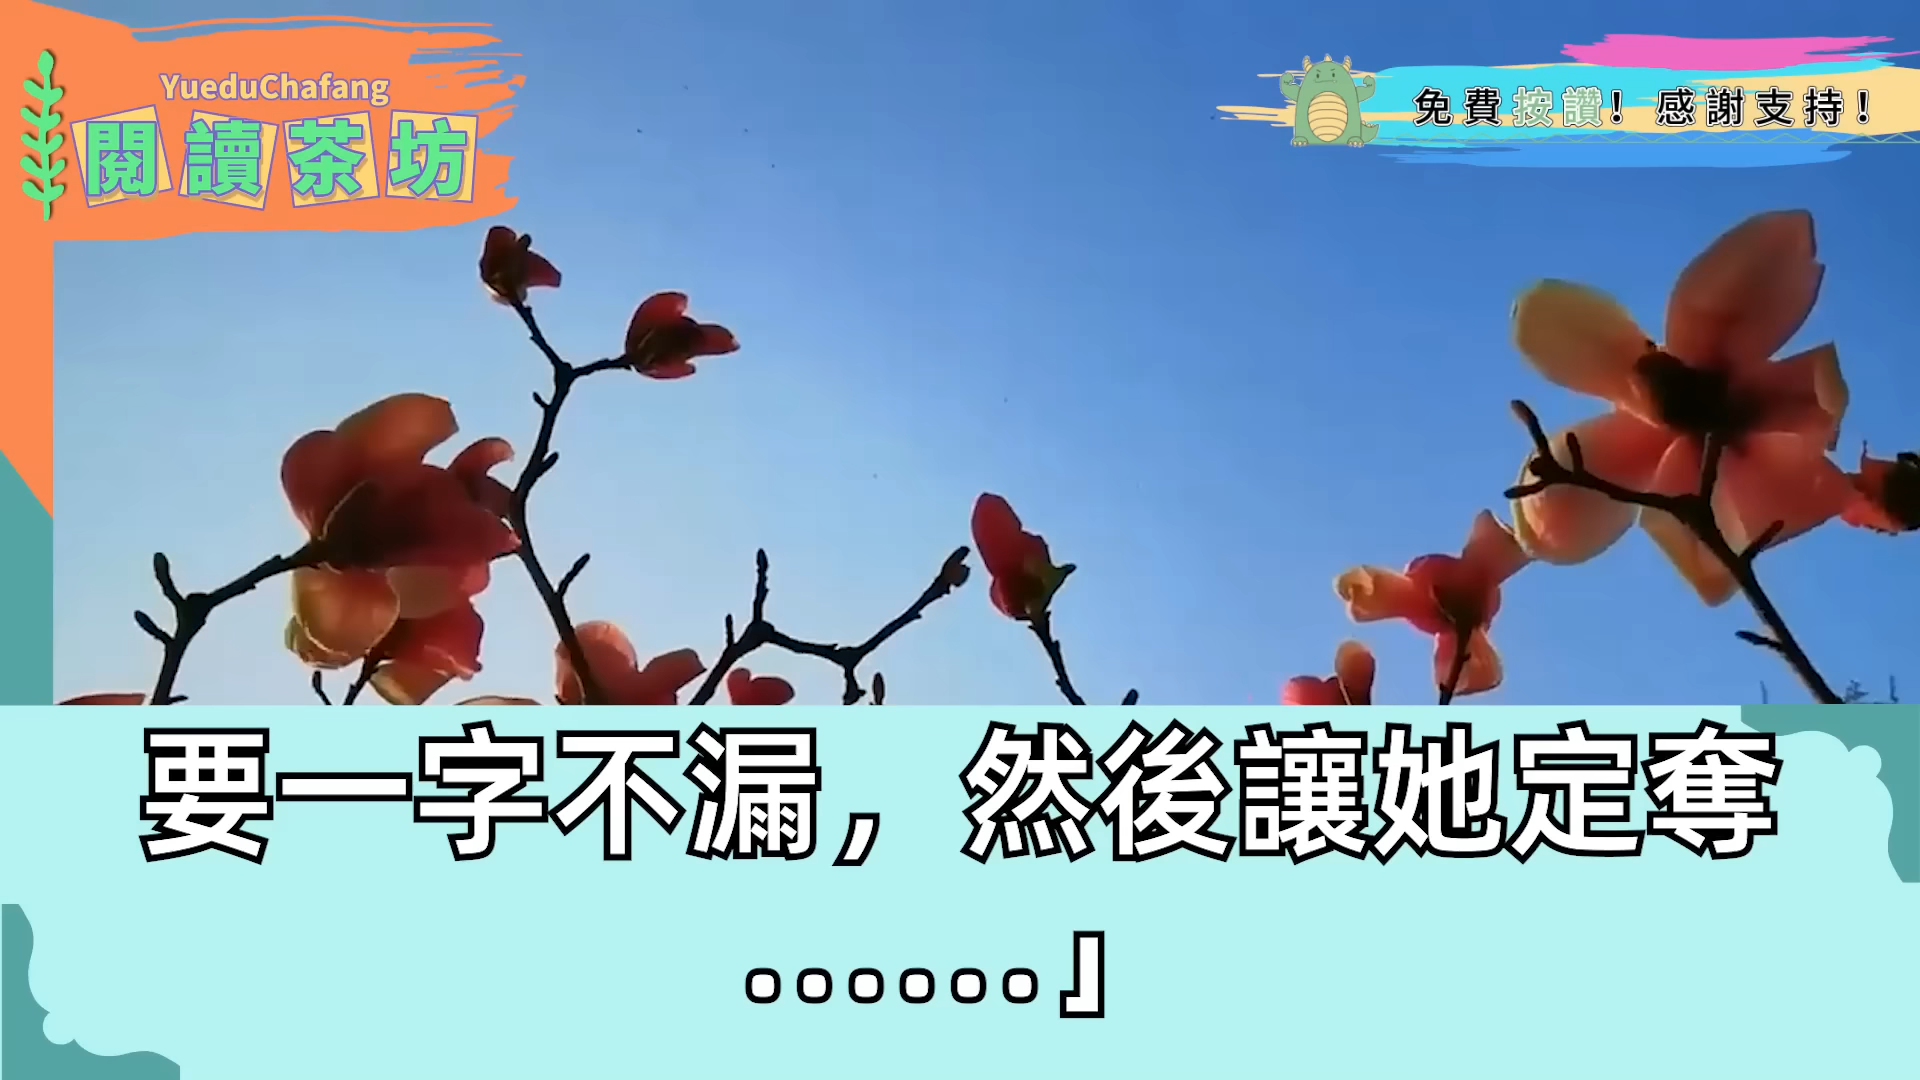 YueduChafang
閱讀茶坊
免費按讚！感謝支持！
要一字不漏，然後讓她定奪
......」